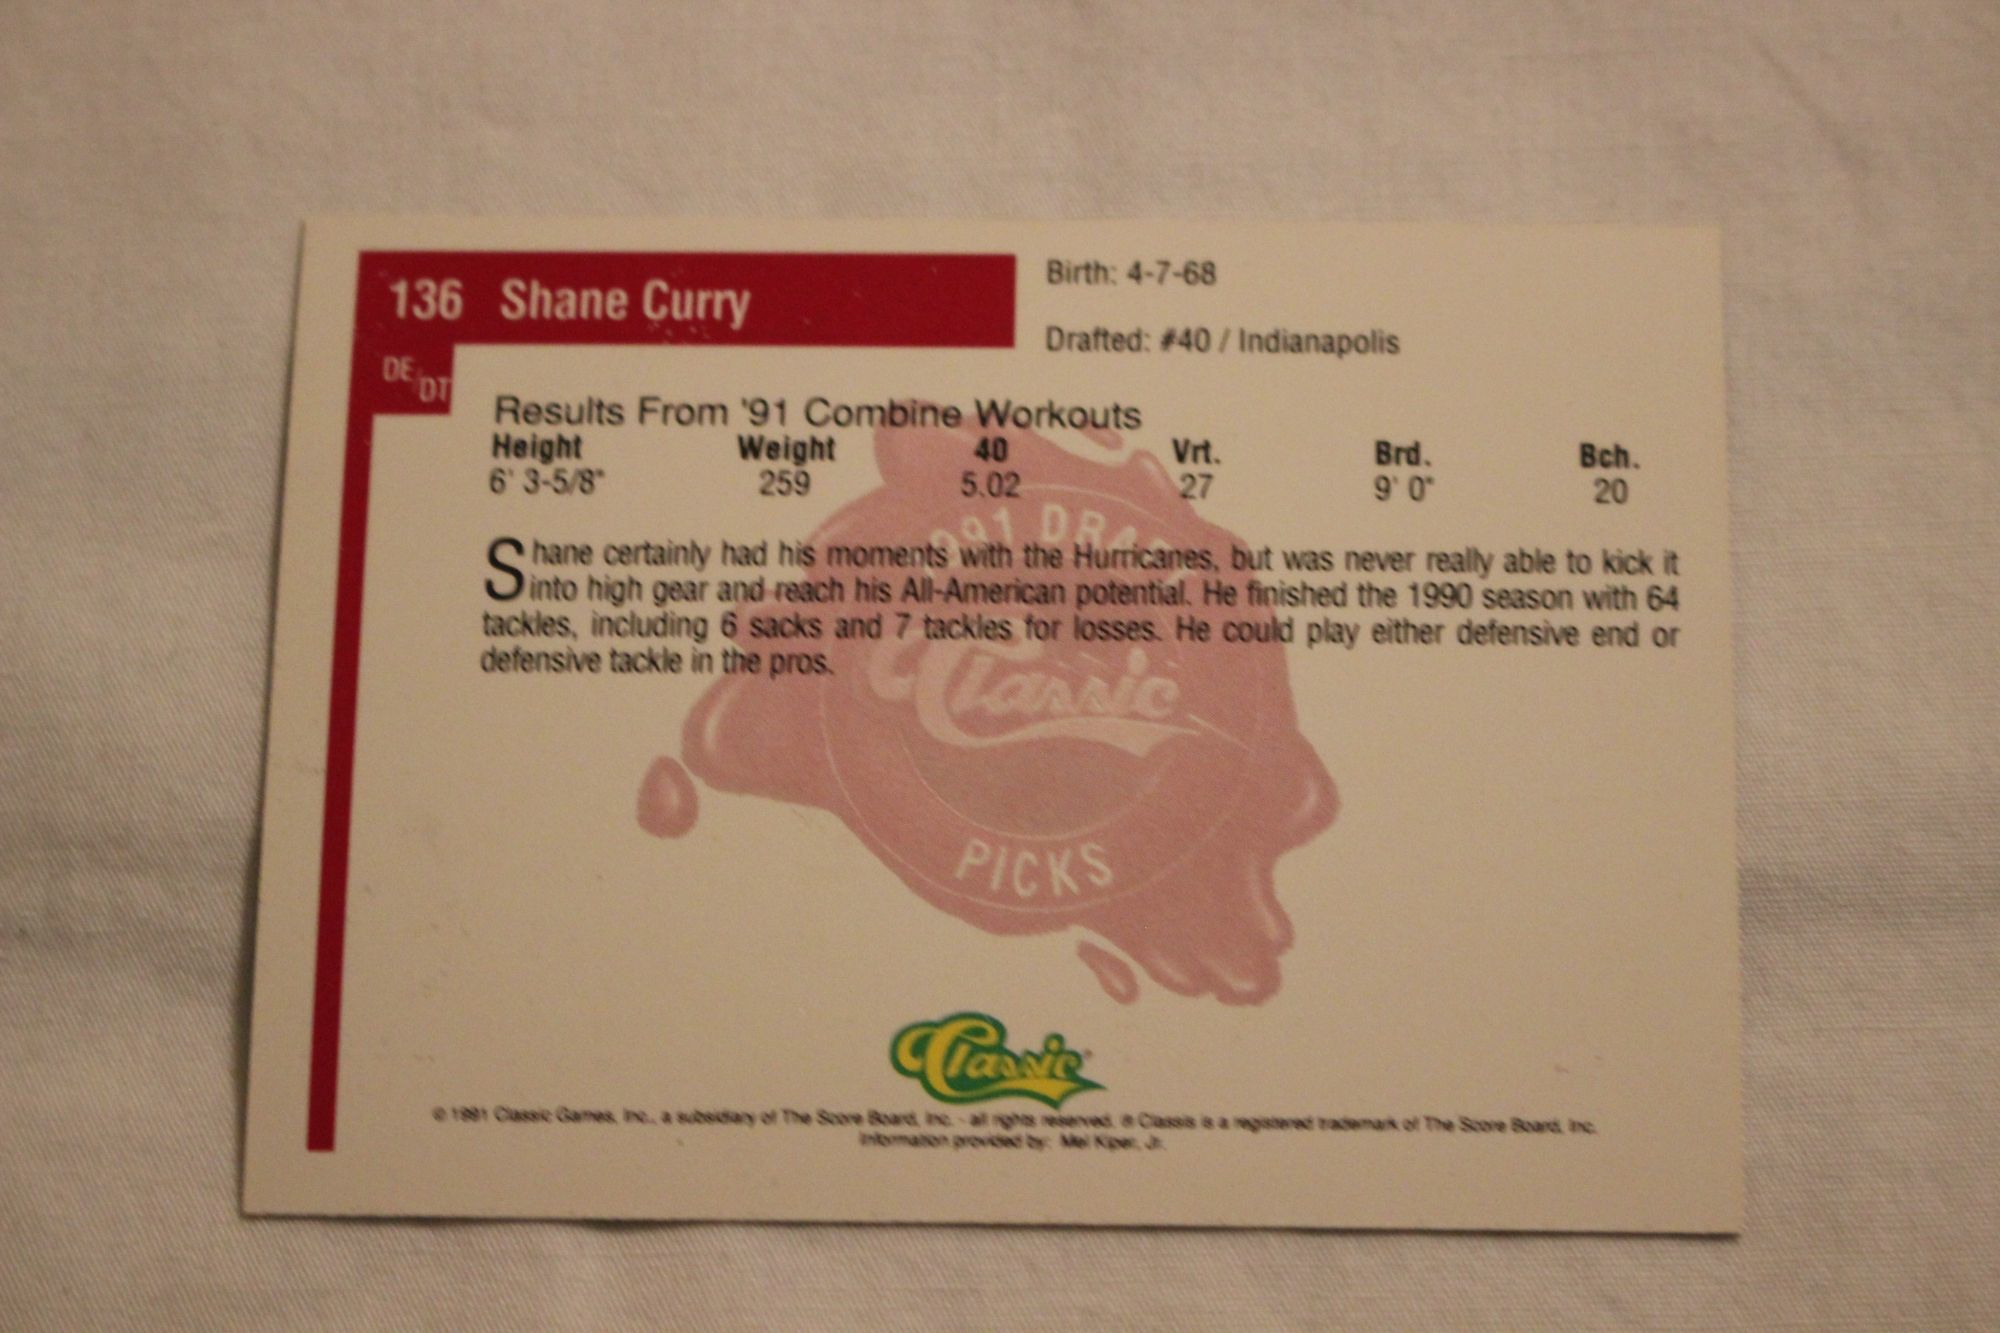 136 Shane Curry
Birth: 4-7-68
Drafted: #40 / Indianapolis
DE/DT
Results From '91 Combine Workouts
Height Weight 40 Vrt. Brd. Bch.
6' 3-5/8" 259 5.02 27 9' 0" 20
Shane certainly had his moments with the Hurricanes, but was never really able to kick it
into high gear and reach his All-American potential. He finished the 1990 season with 64
tackles, including 6 sacks and 7 tackles for losses. He could play either defensive end or
defensive tackle in the pros.
1991 DRAFT
Classic
PICKS
Classic
© 1991 Classic Games, Inc., a subsidiary of The Score Board, Inc. - all rights reserved. ® Classis is a registered trademark of The Score Board, Inc.
Information provided by: Mel Kiper, Jr.